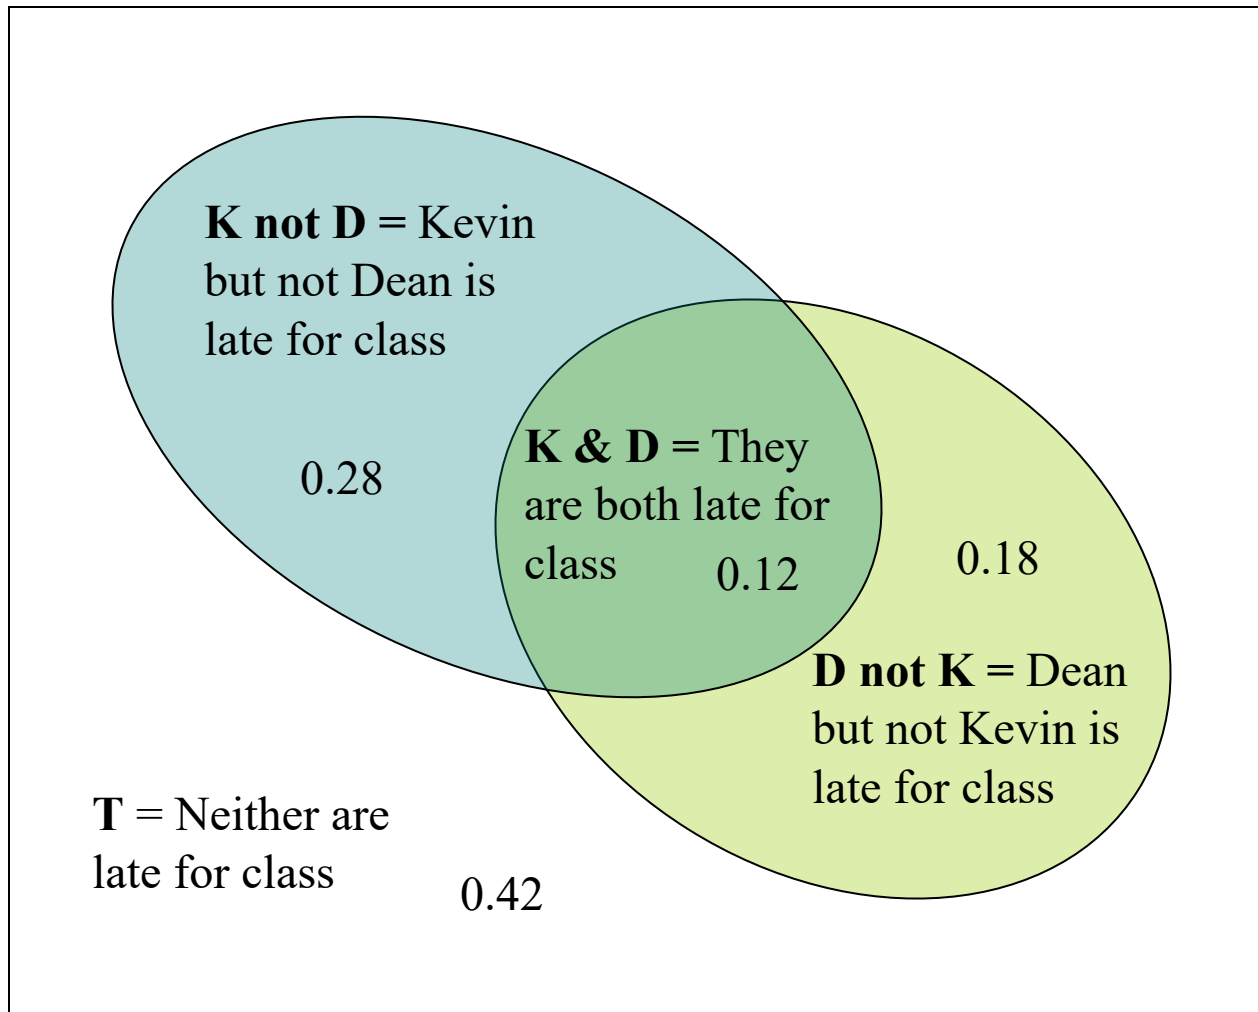 K not D = Kevin
but not Dean is
late for class
0.28
K & D = They
are both late for
class
0.12
0.18
D not K = Dean
but not Kevin is
late for class
T = Neither are
late for class
0.42